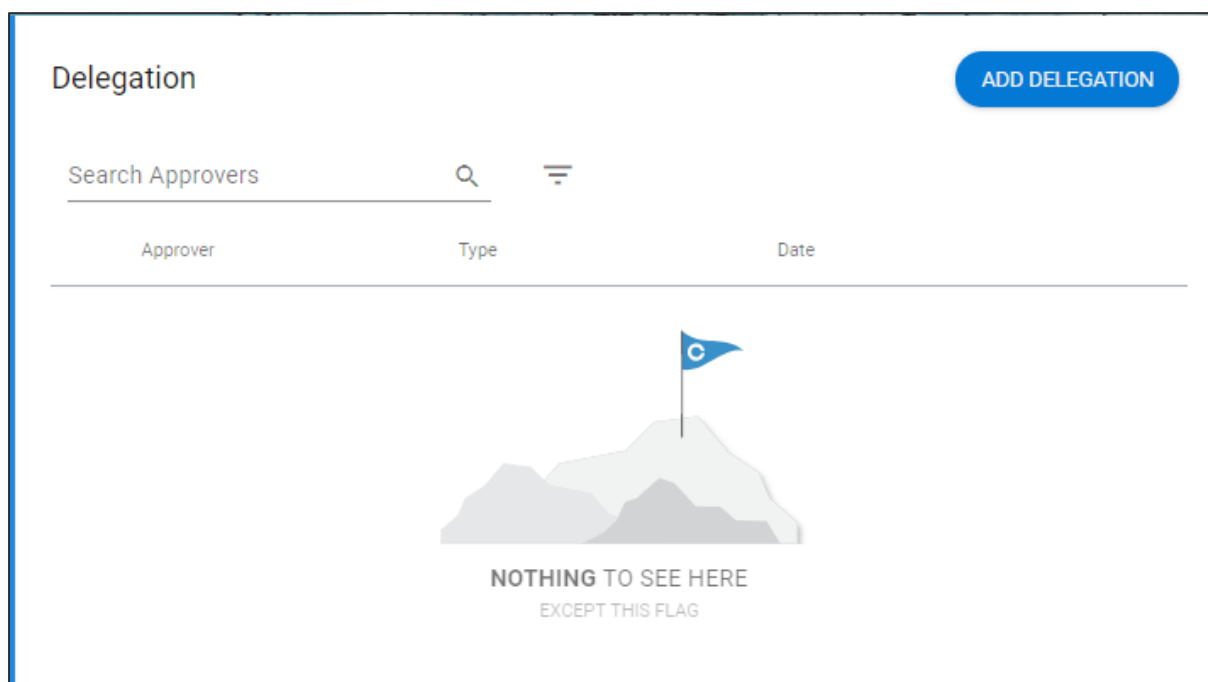 Delegation
ADD DELEGATION
Search Approvers
Approver Type Date
C
NOTHING TO SEE HERE
EXCEPT THIS FLAG